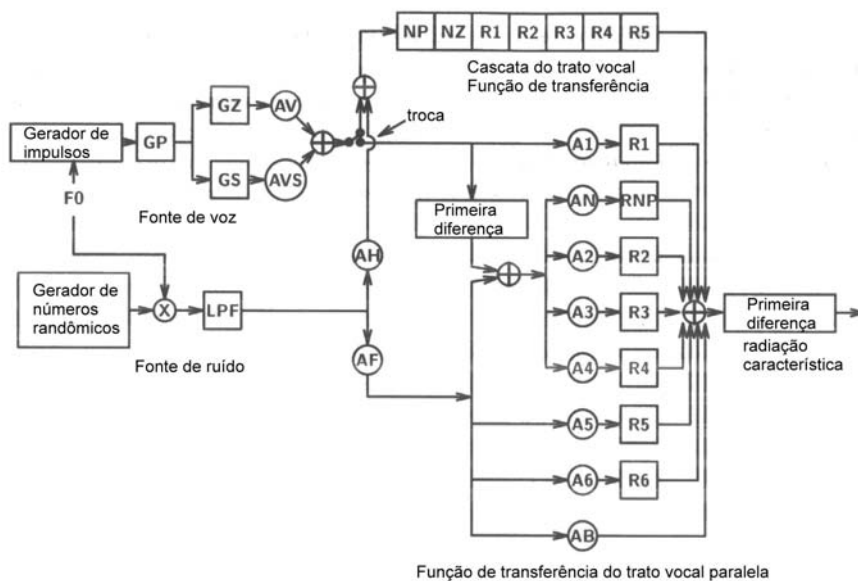 NP NZ R1 R2 R3 R4 R5
Cascata do trato vocal
Função de transferência
troca
Gerador de
impulsos
GP
GZ
AV
GS
AVS
F0
Fonte de voz
A1 R1
Primeira
diferença
AN RNP
A2 R2
A3 R3
A4 R4
A5 R5
A6 R6
AB
AH
Gerador de
números
randômicos
X
LPF
AF
Fonte de ruído
Primeira
diferença
radiação
característica
Função de transferência do trato vocal paralela